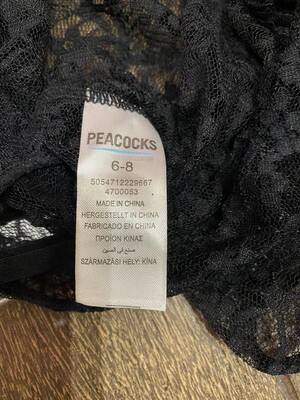 PEACOCKS
6-8
5054712229667
4700053
MADE IN CHINA
HERGESTELLT IN CHINA
FABRICADO EN CHINA
ΠΡΟΪΟΝ ΚΙΝΑΣ
صنع في الصين
SZÁRMAZÁSI HELY: KÍNA